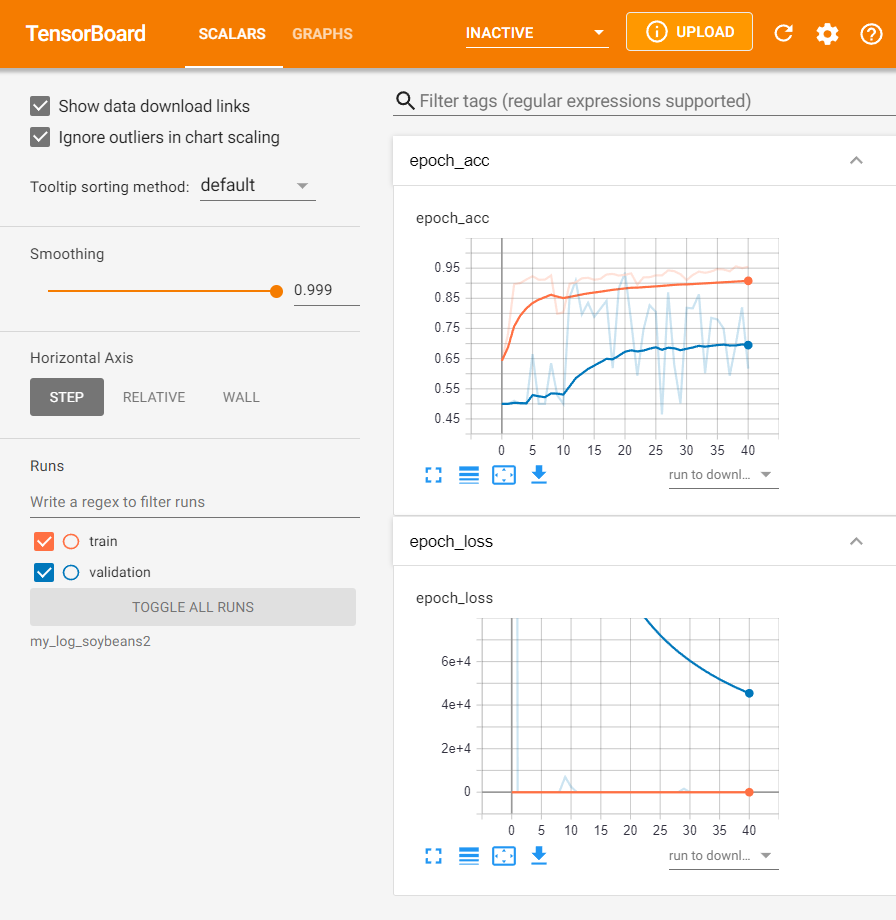 TensorBoard SCALARS GRAPHS INACTIVE UPLOAD
Show data download links
Ignore outliers in chart scaling
Tooltip sorting method: default
Smoothing
0.999
Horizontal Axis
STEP RELATIVE WALL
Runs
Write a regex to filter runs
train
validation
TOGGLE ALL RUNS
my_log_soybeans2
Filter tags (regular expressions supported)
epoch_acc
epoch_acc
0.95
0.85
0.75
0.65
0.55
0.45
0 5 10 15 20 25 30 35 40
run to downl...
epoch_loss
epoch_loss
6e+4
4e+4
2e+4
0
0 5 10 15 20 25 30 35 40
run to downl...